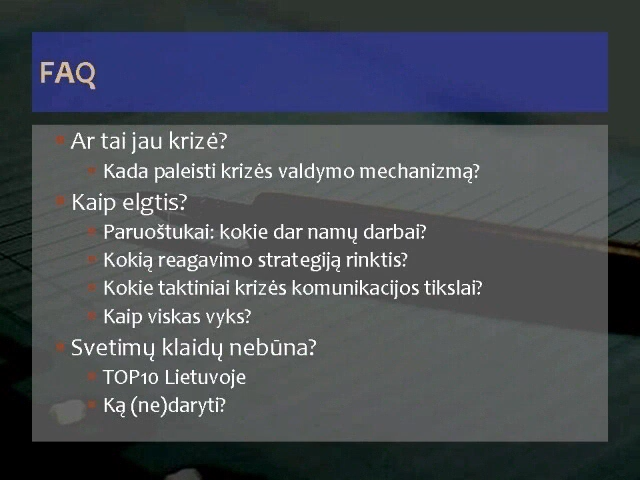 FAQ
Ar tai jau krizė?
Kada paleisti krizės valdymo mechanizmą?
Kaip elgtis?
Paruoštukai: kokie dar namų darbai?
Kokią reagavimo strategiją rinktis?
Kokie taktiniai krizės komunikacijos tikslai?
Kaip viskas vyks?
Svetimų klaidų nebūna?
TOP10 Lietuvoje
Ką (ne)daryti?